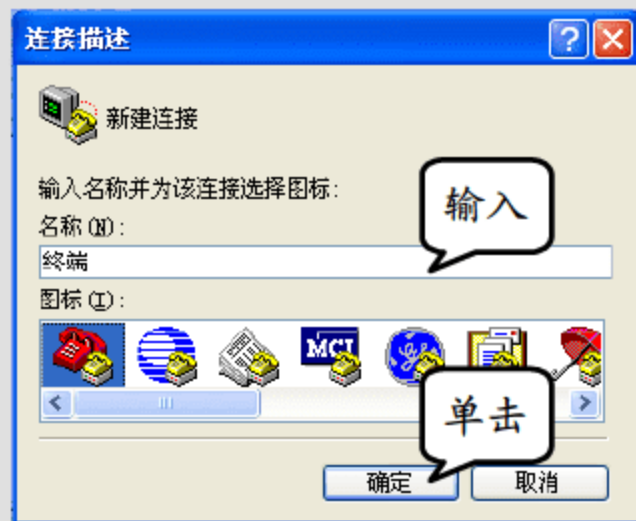 连接描述
新建连接
输入名称并为该连接选择图标:
输入
名称(N):
终端
图标(I):
MCI
单击
确定
取消